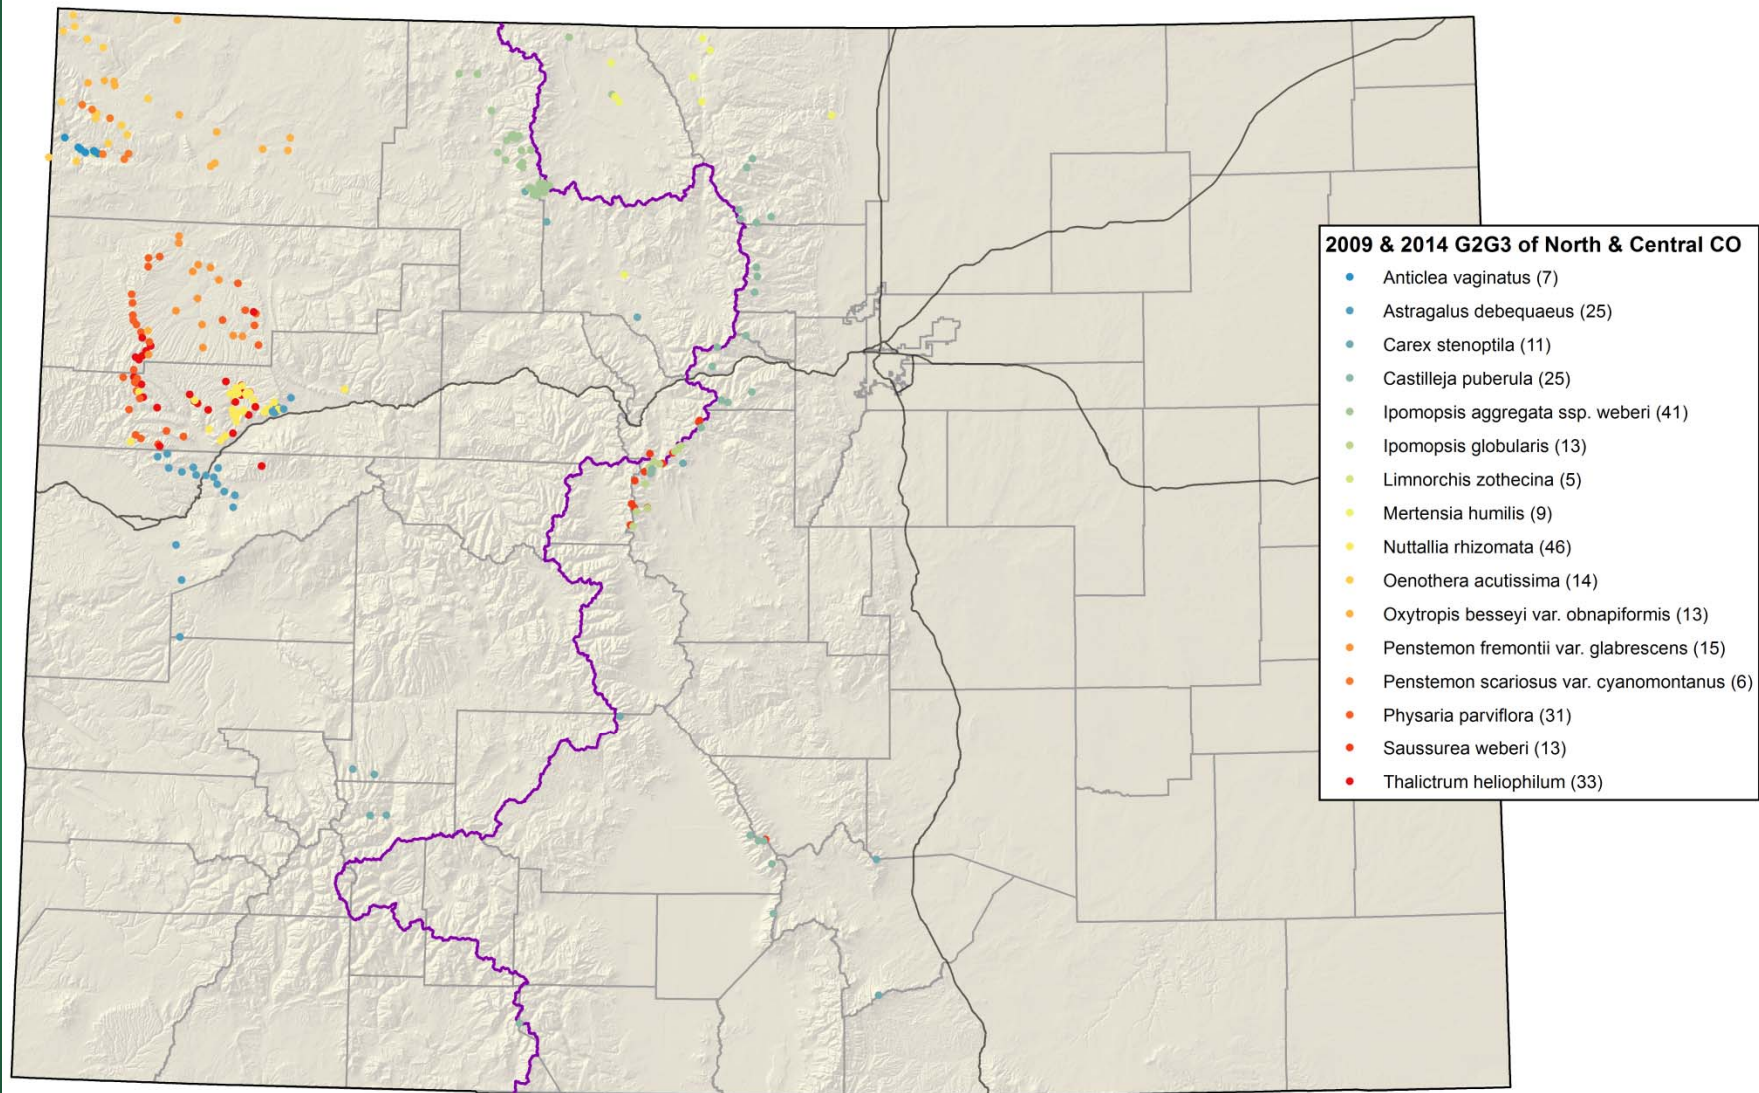 2009 & 2014 G2G3 of North & Central CO
Anticlea vaginatus (7)
Astragalus debequaeus (25)
Carex stenoptila (11)
Castilleja puberula (25)
Ipomopsis aggregata ssp. weberi (41)
Ipomopsis globularis (13)
Limnorchis zothecina (5)
Mertensia humilis (9)
Nuttallia rhizomata (46)
Oenothera acutissima (14)
Oxytropis besseyi var. obnapiformis (13)
Penstemon fremontii var. glabrescens (15)
Penstemon scariosus var. cyanomontanus (6)
Physaria parviflora (31)
Saussurea weberi (13)
Thalictrum heliophilum (33)